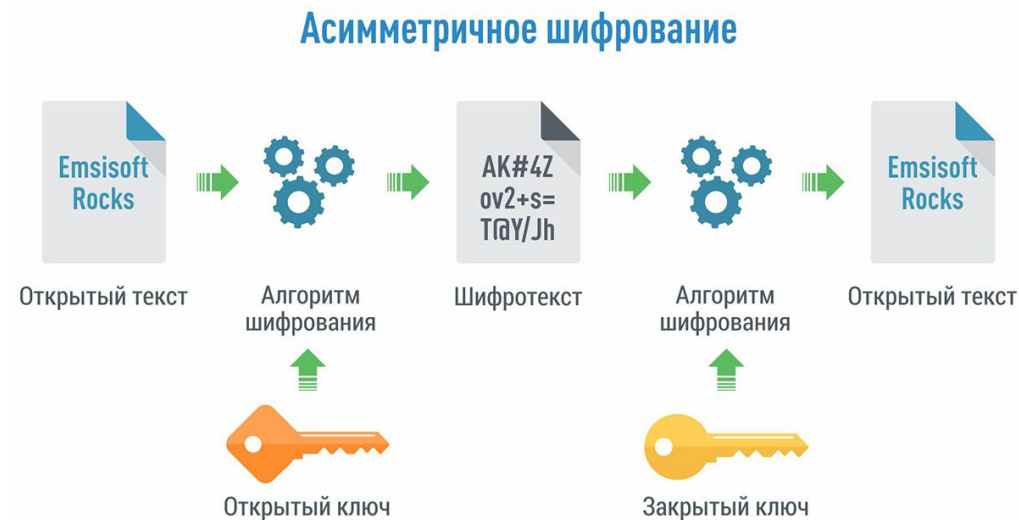 Асимметричное шифрование
Emsisoft
Rocks
AK#4Z
ov2+s=
T@Y/Jh
Emsisoft
Rocks
Открытый текст
Алгоритм
шифрования
Шифротекст
Алгоритм
шифрования
Открытый текст
Открытый ключ
Закрытый ключ